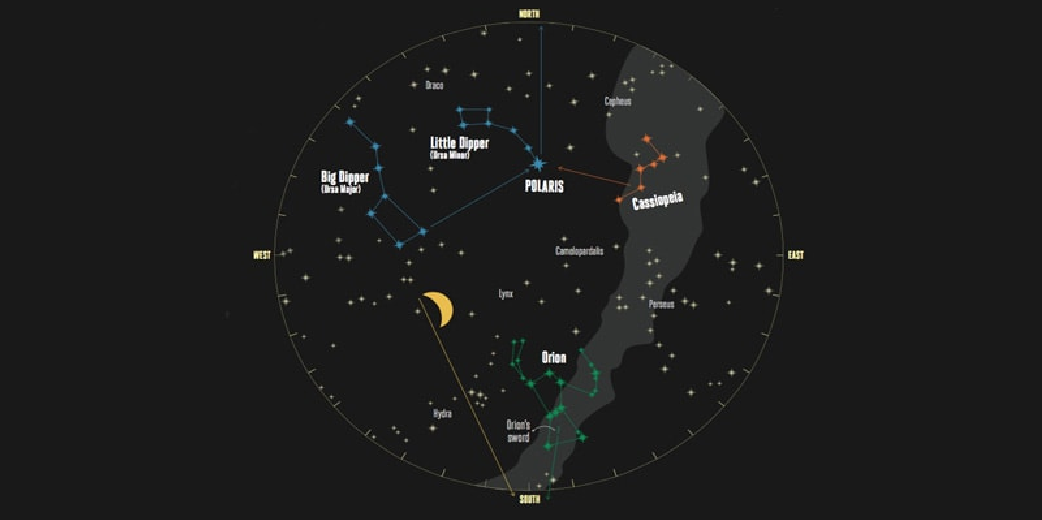 NORTH
Draco
Cepheus
Little Dipper
(Ursa Minor)
Big Dipper
(Ursa Major)
POLARIS
Cassiopeia
WEST
Camelopardalis
EAST
Lynx
Perseus
Orion
Hydra
Orion's
sword
SOUTH